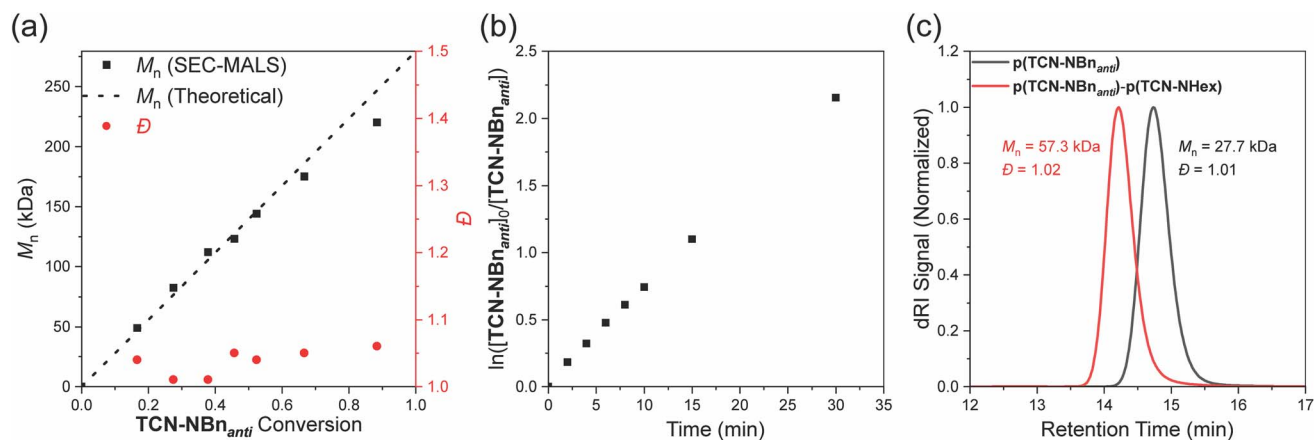 (a)
250
200
150
100
50
0
Mn (kDa)
Mn (SEC-MALS)
Mn (Theoretical)
Đ
1.5
1.4
1.3
1.2
1.1
1.0
Đ
0.0 0.2 0.4 0.6 0.8 1.0
TCN-NBnanti Conversion
(b)
2.5
2.0
1.5
1.0
0.5
0.0
ln([TCN-NBnanti]0/[TCN-NBnanti])
0 5 10 15 20 25 30 35
Time (min)
(c)
1.2
1.0
0.8
0.6
0.4
0.2
0.0
dRI Signal (Normalized)
p(TCN-NBnanti)
p(TCN-NBnanti)-p(TCN-NHex)
Mn = 57.3 kDa
Đ = 1.02
Mn = 27.7 kDa
Đ = 1.01
12 13 14 15 16 17
Retention Time (min)